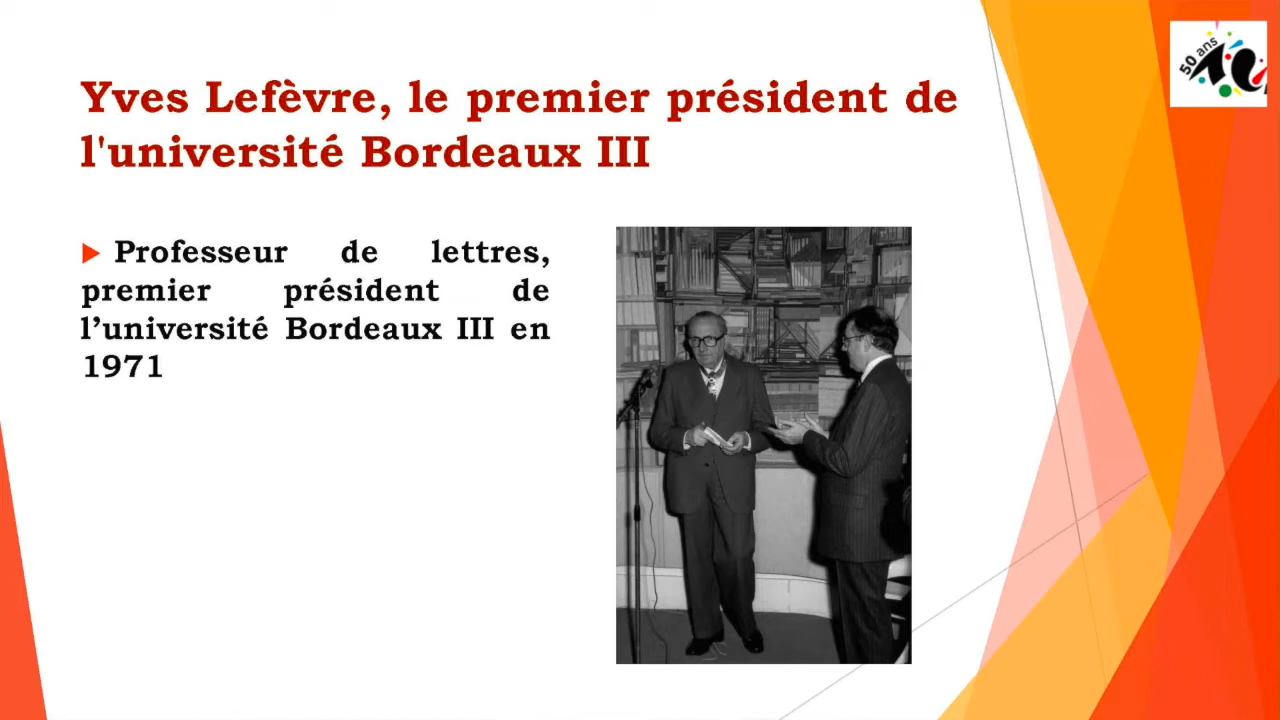 50 ans
Yves Lefèvre, le premier président de
l'université Bordeaux III
Professeur de lettres,
premier président de
l’université Bordeaux III en
1971